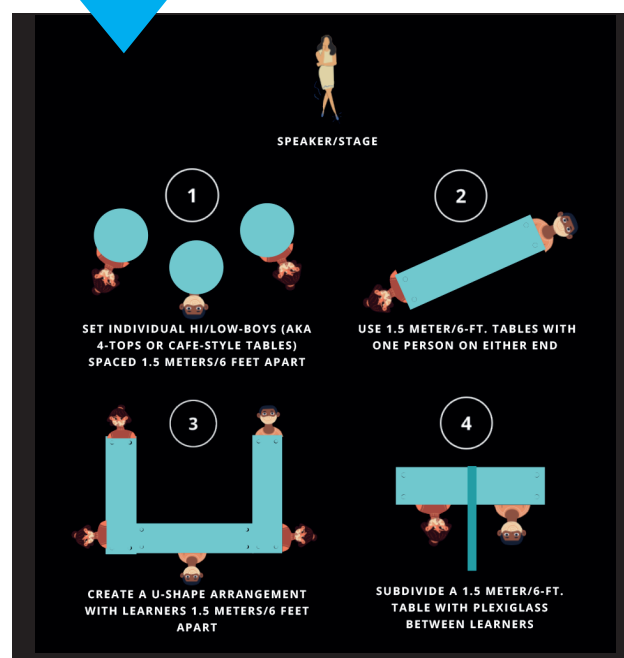 SPEAKER/STAGE
1
SET INDIVIDUAL HI/LOW-BOYS (AKA
4-TOPS OR CAFE-STYLE TABLES)
SPACED 1.5 METERS/6 FEET APART
2
USE 1.5 METER/6-FT. TABLES WITH
ONE PERSON ON EITHER END
3
CREATE A U-SHAPE ARRANGEMENT
WITH LEARNERS 1.5 METERS/6 FEET
APART
4
SUBDIVIDE A 1.5 METER/6-FT.
TABLE WITH PLEXIGLASS
BETWEEN LEARNERS